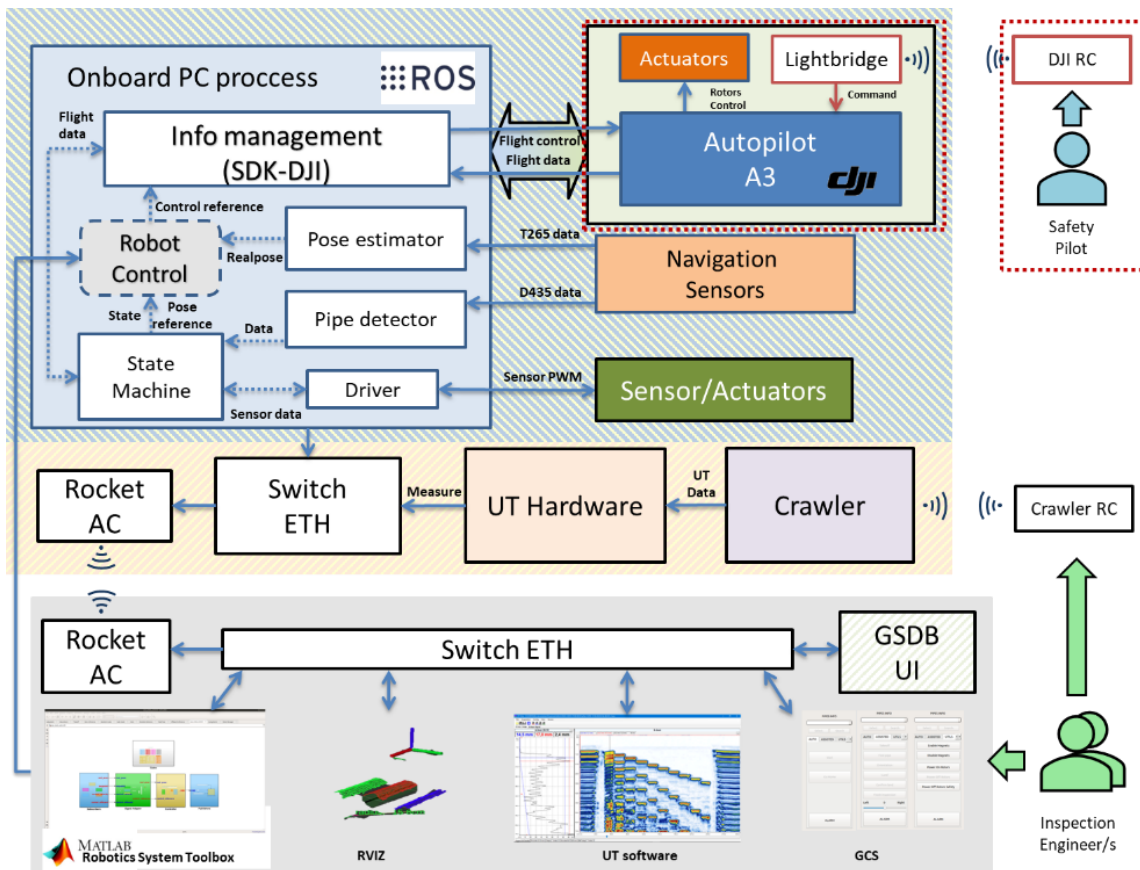 Onboard PC proccess
ROS
Flight
data
Info management
(SDK-DJI)
Control reference
Robot
Control
Realpose
Pose estimator
State
Pose
reference
Data
Pipe detector
State
Machine
Sensor data
Driver
Flight control
Flight data
T265 data
D435 data
Sensor PWM
Actuators
Lightbridge
Rotors
Control
Command
Autopilot
A3
dji
Navigation
Sensors
Sensor/Actuators
DJI RC
Safety
Pilot
Rocket
AC
Switch
ETH
Measure
UT Hardware
UT
Data
Crawler
Crawler RC
Rocket
AC
Switch ETH
GSDB
UI
MATLAB
Robotics System Toolbox
RVIZ
UT software
GCS
Inspection
Engineer/s